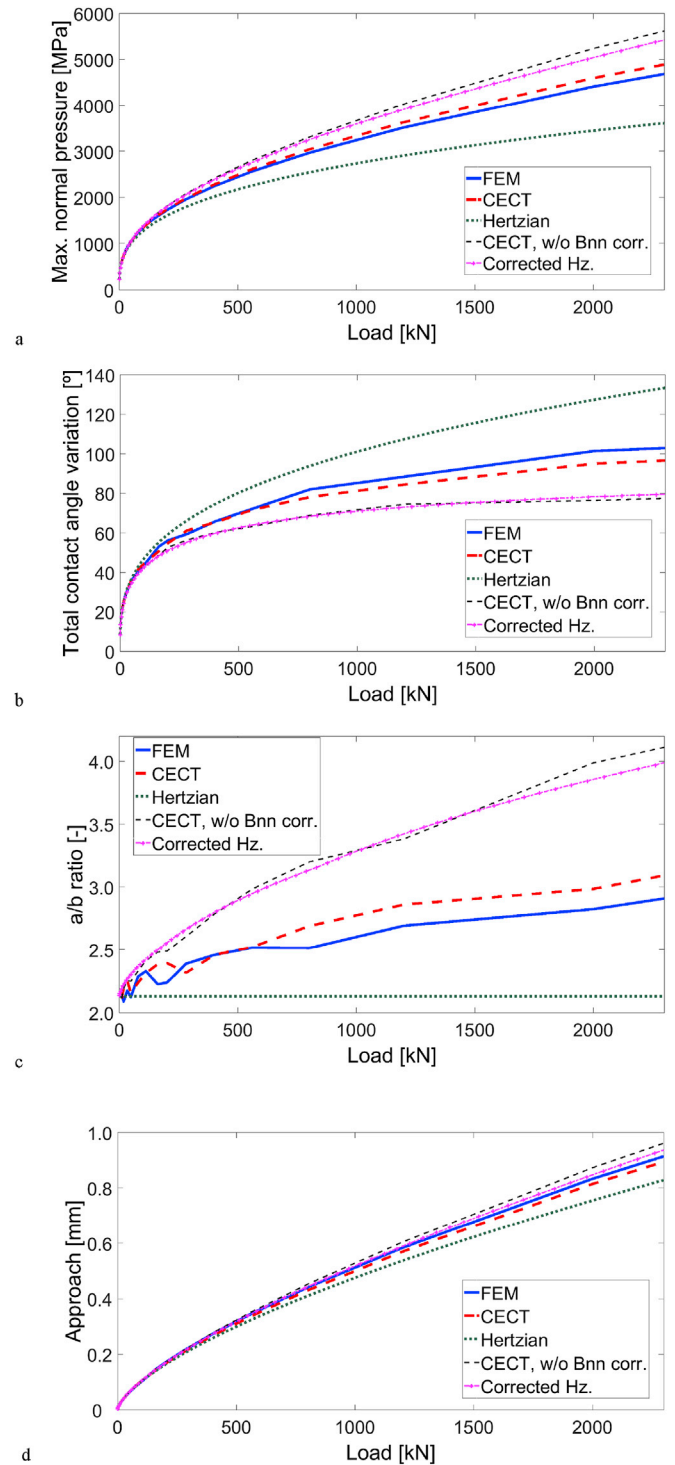 6000
5000
4000
3000
2000
1000
0
Max. normal pressure [MPa]
FEM
CECT
Hertzian
CECT, w/o Bnn corr.
Corrected Hz.
0 500 1000 1500 2000
Load [kN]
a
140
120
100
80
60
40
20
0
Total contact angle variation [º]
FEM
CECT
Hertzian
CECT, w/o Bnn corr.
Corrected Hz.
0 500 1000 1500 2000
Load [kN]
b
FEM
CECT
Hertzian
CECT, w/o Bnn corr.
Corrected Hz.
4.0
3.5
3.0
2.5
2.0
a/b ratio [-]
0 500 1000 1500 2000
Load [kN]
c
1.0
0.8
0.6
0.4
0.2
0
Approach [mm]
FEM
CECT
Hertzian
CECT, w/o Bnn corr.
Corrected Hz.
0 500 1000 1500 2000
Load [kN]
d